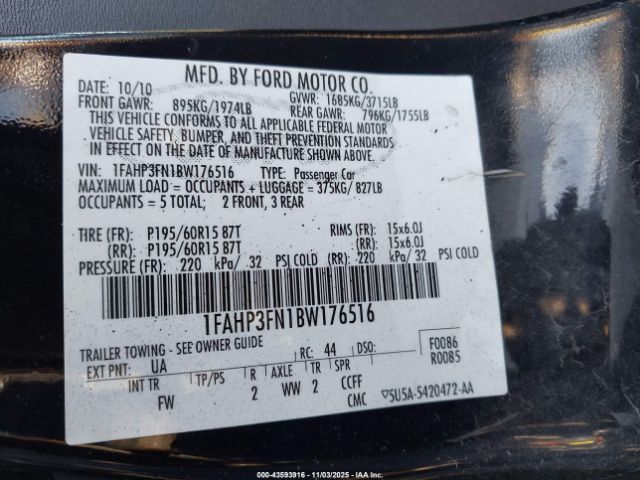 MFD. BY FORD MOTOR CO.
DATE: 10/10
GVWR: 1685KG/3715LB
FRONT GAWR: 895KG/1974LB
REAR GAWR: 796KG/1755LB
THIS VEHICLE CONFORMS TO ALL APPLICABLE FEDERAL MOTOR
VEHICLE SAFETY, BUMPER, AND THEFT PREVENTION STANDARDS
IN EFFECT ON THE DATE OF MANUFACTURE SHOWN ABOVE.
VIN: 1FAHP3FN1BW176516 TYPE: Passenger Car
MAXIMUM LOAD = OCCUPANTS + LUGGAGE = 375KG/ 827LB
OCCUPANTS = 5 TOTAL; 2 FRONT, 3 REAR
TIRE (FR): P195/60R15 87T RIMS (FR): 15x6.0J
(RR): P195/60R15 87T (RR): 15x6.0J
PRESSURE (FR): 220 kPa/ 32 PSI COLD (RR): 220 kPa/ 32 PSI COLD
1FAHP3FN1BW176516
TRAILER TOWING - SEE OWNER GUIDE
F0086
R0085
EXT PNT: UA RC: 44 DSO:
INT TR TP/PS R AXLE TR SPR
FW 2 WW 2 CCFF
CMC
5U5A-5420472-AA
000-43593916 - 11/03/2025 - IAA Inc.